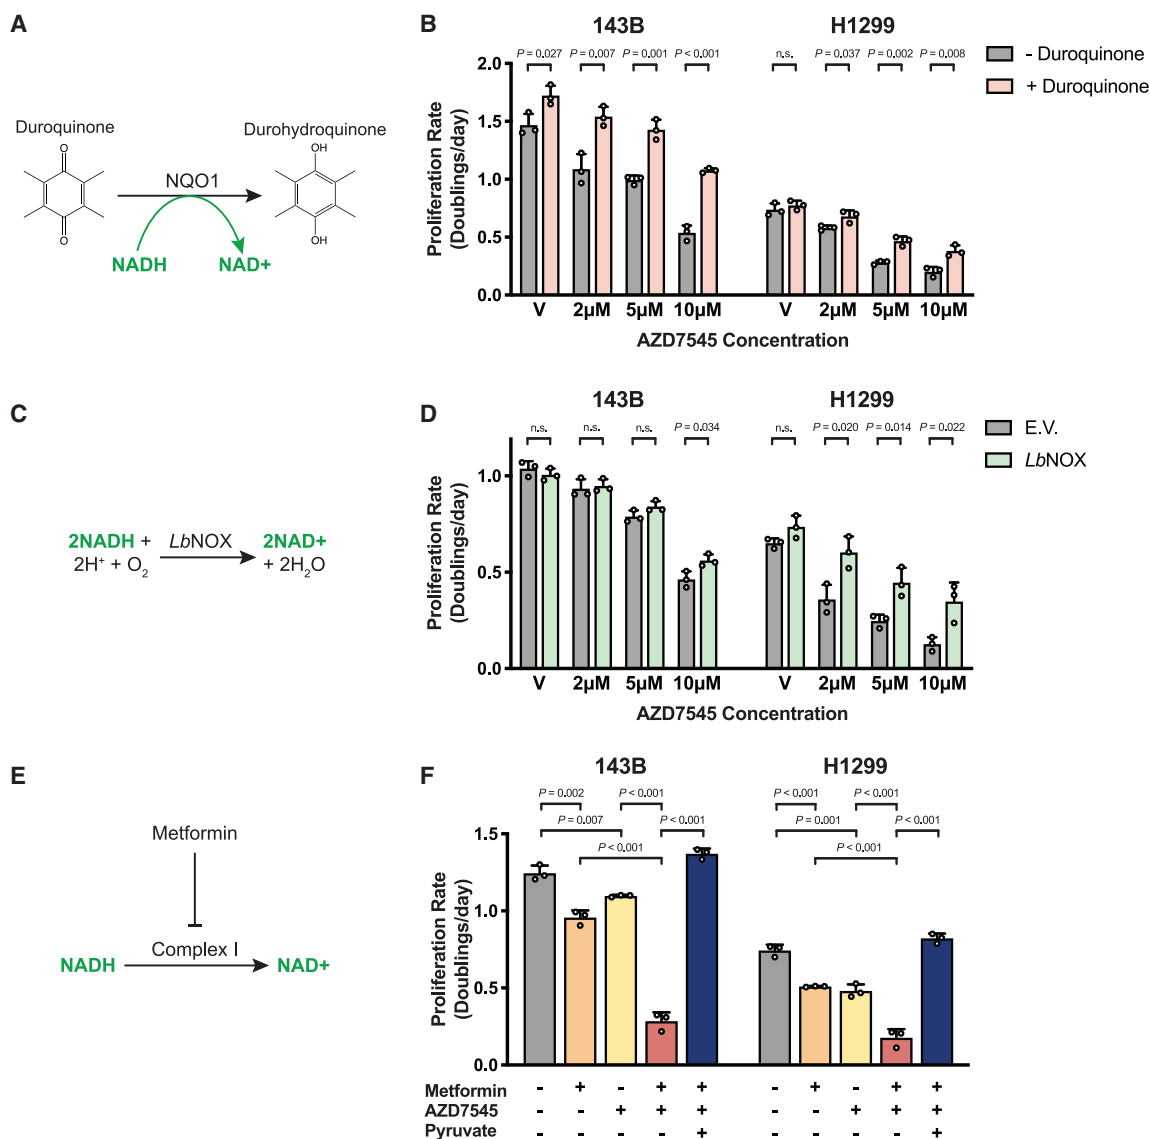 A
Duroquinone
Durohydroquinone
O
O
OH
OH
NQO1
NADH
NAD+
B
143B
H1299
P = 0.027
P = 0.007
P = 0.001
P < 0.001
n.s.
P = 0.037
P = 0.002
P = 0.008
- Duroquinone
+ Duroquinone
Proliferation Rate
(Doublings/day)
2.0
1.5
1.0
0.5
0.0
V
2µM
5µM
10µM
V
2µM
5µM
10µM
AZD7545 Concentration
C
2NADH +
2H⁺ + O₂
LbNOX
2NAD+
+ 2H₂O
D
143B
H1299
n.s.
n.s.
n.s.
P = 0.034
n.s.
P = 0.020
P = 0.014
P = 0.022
E.V.
LbNOX
Proliferation Rate
(Doublings/day)
1.0
0.5
0.0
V
2µM
5µM
10µM
V
2µM
5µM
10µM
AZD7545 Concentration
E
Metformin
Complex I
NADH
NAD+
F
143B
H1299
P = 0.002
P < 0.001
P = 0.007
P < 0.001
P < 0.001
P < 0.001
P < 0.001
P = 0.001
P < 0.001
P < 0.001
Proliferation Rate
(Doublings/day)
1.5
1.0
0.5
0.0
Metformin - + - + + - + - + +
AZD7545 - - + + + - - + + +
Pyruvate - - - - + - - - - +